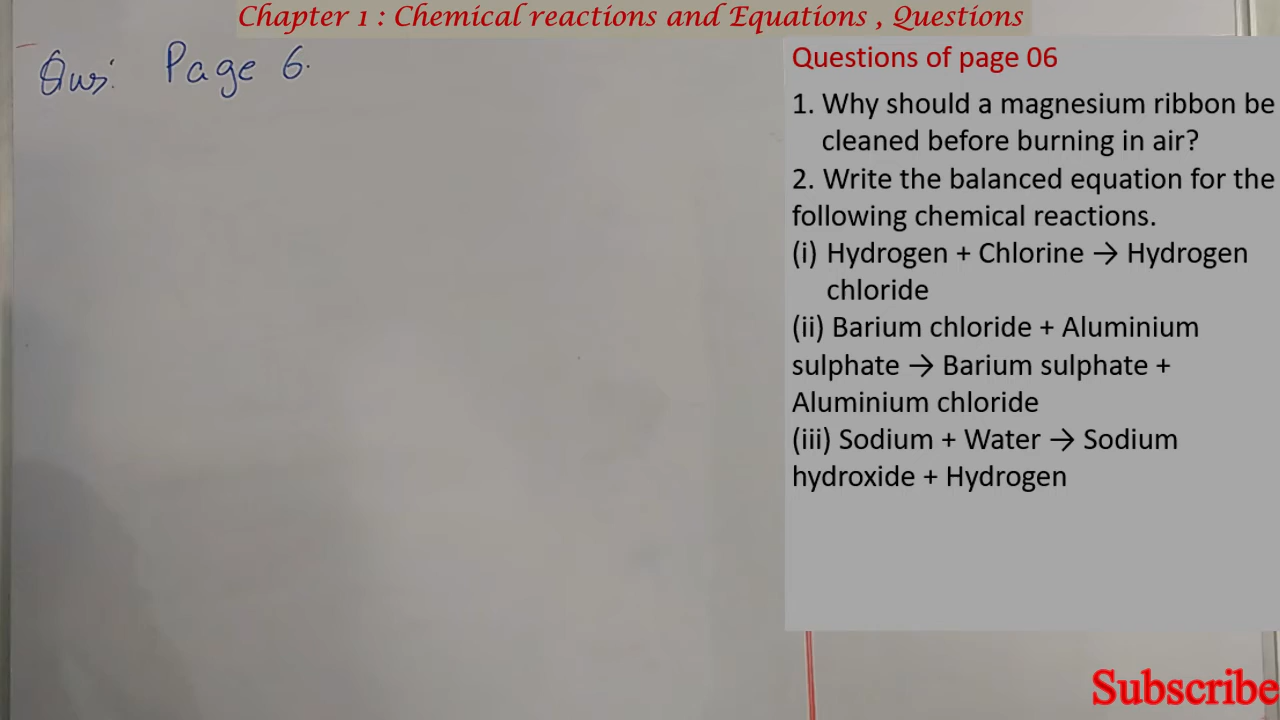 Chapter 1 : Chemical reactions and Equations , Questions
Qus: Page 6.
Questions of page 06
1. Why should a magnesium ribbon be
cleaned before burning in air?
2. Write the balanced equation for the
following chemical reactions.
(i) Hydrogen + Chlorine → Hydrogen
chloride
(ii) Barium chloride + Aluminium
sulphate → Barium sulphate +
Aluminium chloride
(iii) Sodium + Water → Sodium
hydroxide + Hydrogen
Subscribe